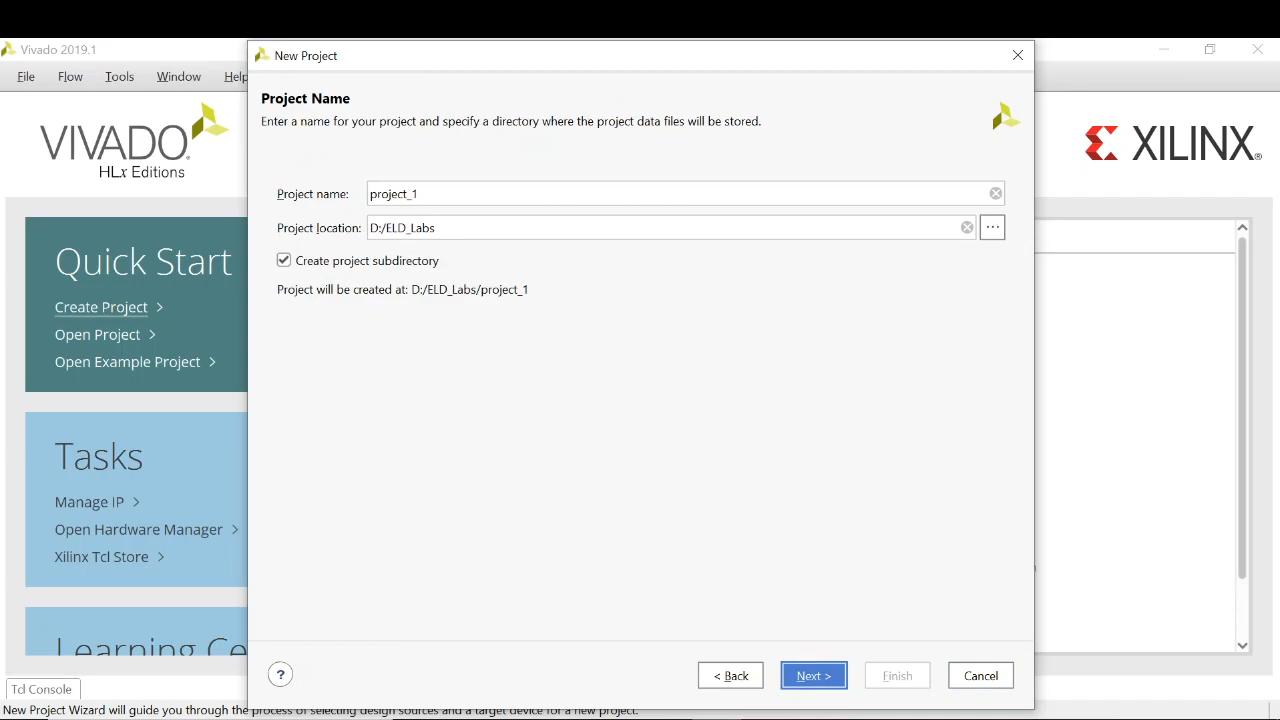 Vivado 2019.1
New Project
File Flow Tools Window Help
VIVADO
HLx Editions
XILINX
Project Name
Enter a name for your project and specify a directory where the project data files will be stored.
Project name: project_1
Project location: D:/ELD_Labs ...
Create project subdirectory
Project will be created at: D:/ELD_Labs/project_1
Quick Start
Create Project >
Open Project >
Open Example Project >
Tasks
Manage IP >
Open Hardware Manager >
Xilinx Tcl Store >
Learning Ce
? < Back Next > Finish Cancel
Tcl Console
New Project Wizard will guide you through the process of selecting design sources and a target device for a new project.